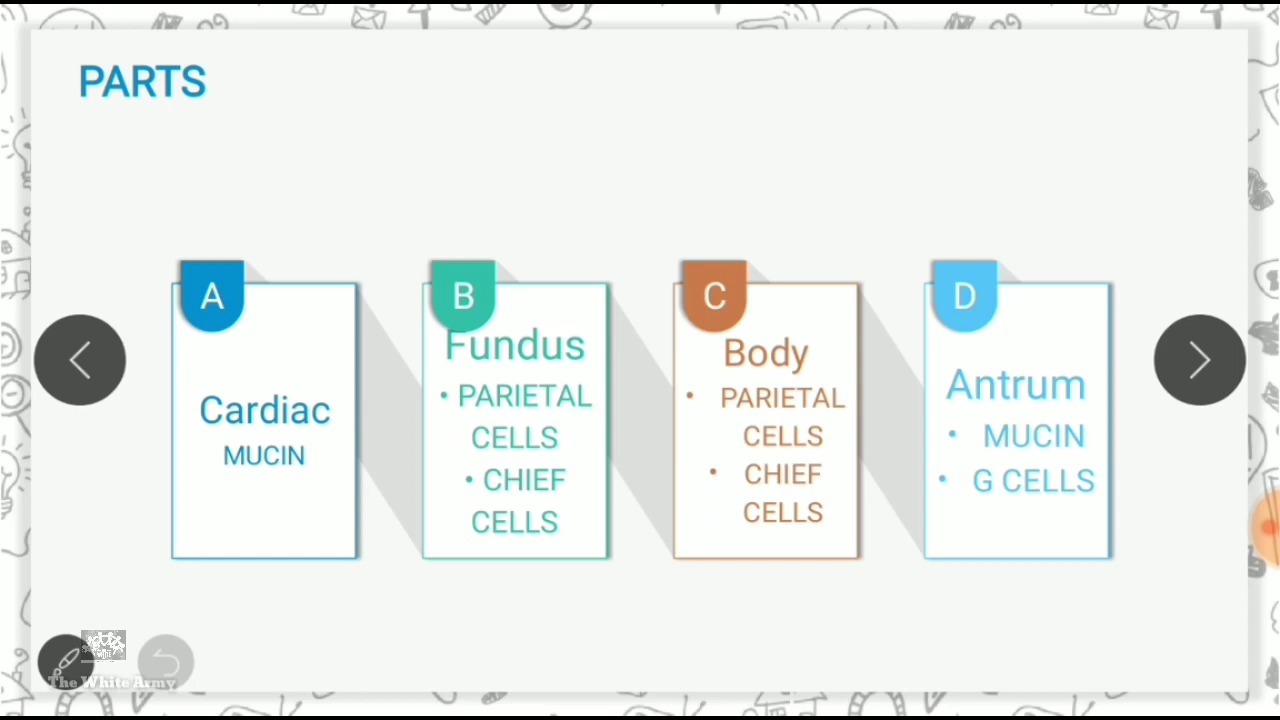 PARTS
A
Cardiac
MUCIN
B
Fundus
• PARIETAL
CELLS
• CHIEF
CELLS
C
Body
• PARIETAL
CELLS
• CHIEF
CELLS
D
Antrum
• MUCIN
• G CELLS
The White Army